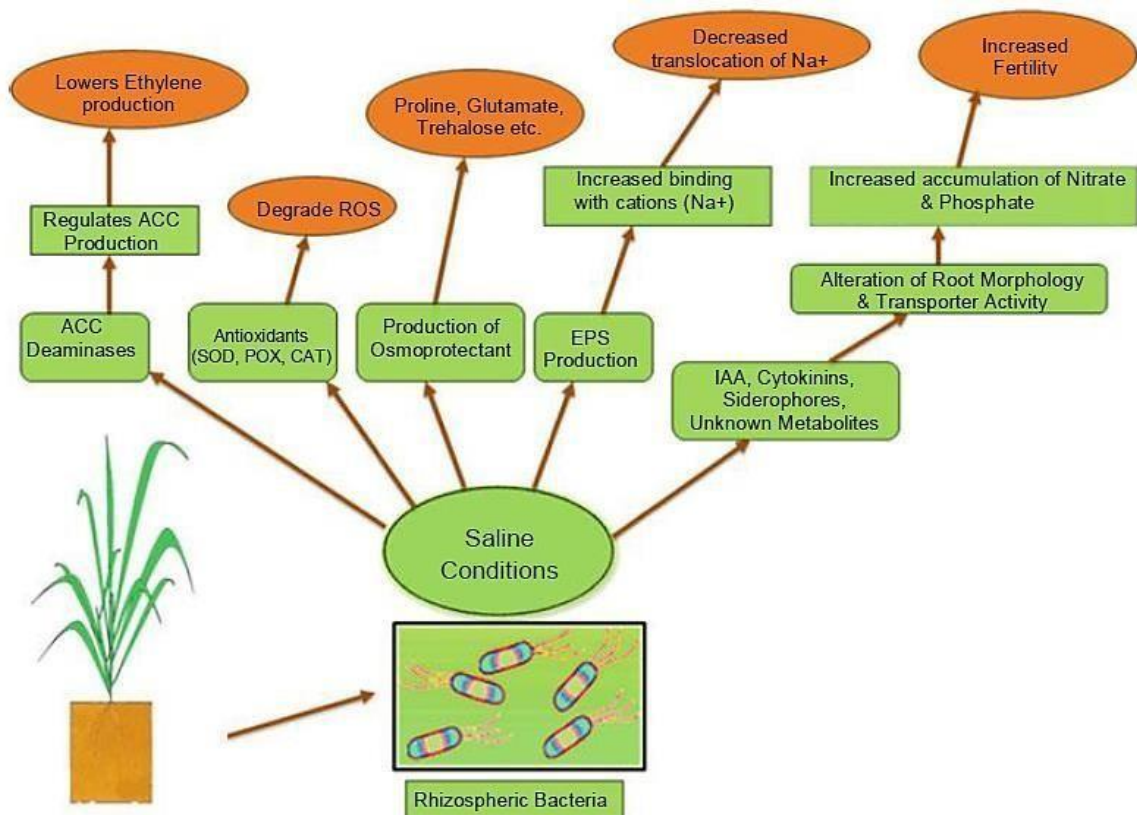 Lowers Ethylene
production
Regulates ACC
Production
ACC
Deaminases
Degrade ROS
Antioxidants
(SOD, POX, CAT)
Proline, Glutamate,
Trehalose etc.
Production of
Osmoprotectant
Decreased
translocation of Na+
Increased binding
with cations (Na+)
EPS
Production
Increased
Fertility
Increased accumulation of Nitrate
& Phosphate
Alteration of Root Morphology
& Transporter Activity
IAA, Cytokinins,
Siderophores,
Unknown Metabolites
Saline
Conditions
Rhizospheric Bacteria